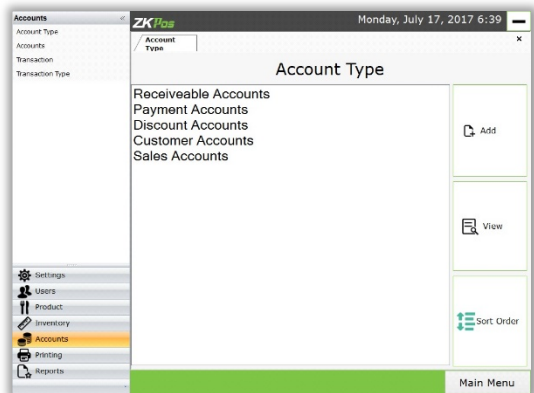 Accounts «
Account Type
Accounts
Transaction
Transaction Type
Settings
Users
Product
Inventory
Accounts
Printing
Reports
ZKPos
Monday, July 17, 2017 6:39
Account
Type
×
Account Type
Receiveable Accounts
Payment Accounts
Discount Accounts
Customer Accounts
Sales Accounts
Add
View
Sort Order
Main Menu